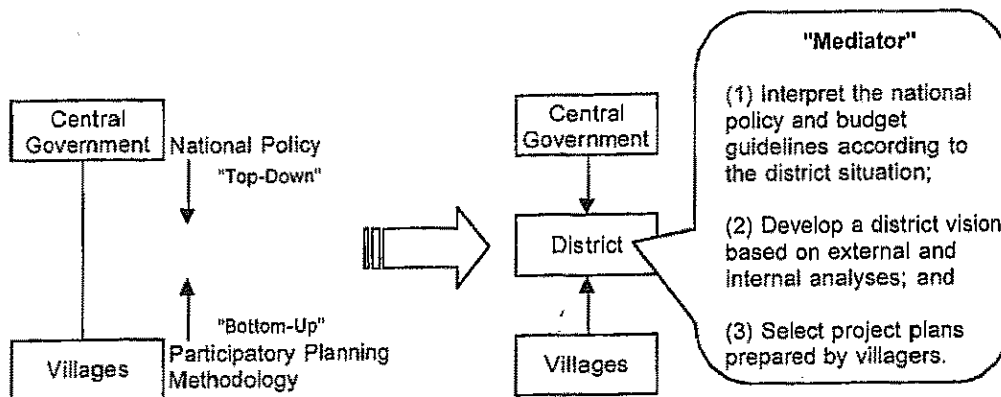 Central
Government
National Policy
"Top-Down"
"Bottom-Up"
Villages
Participatory Planning
Methodology
Central
Government
District
Villages
"Mediator"
(1) Interpret the national
policy and budget
guidelines according to
the district situation;
(2) Develop a district vision
based on external and
internal analyses; and
(3) Select project plans
prepared by villagers.